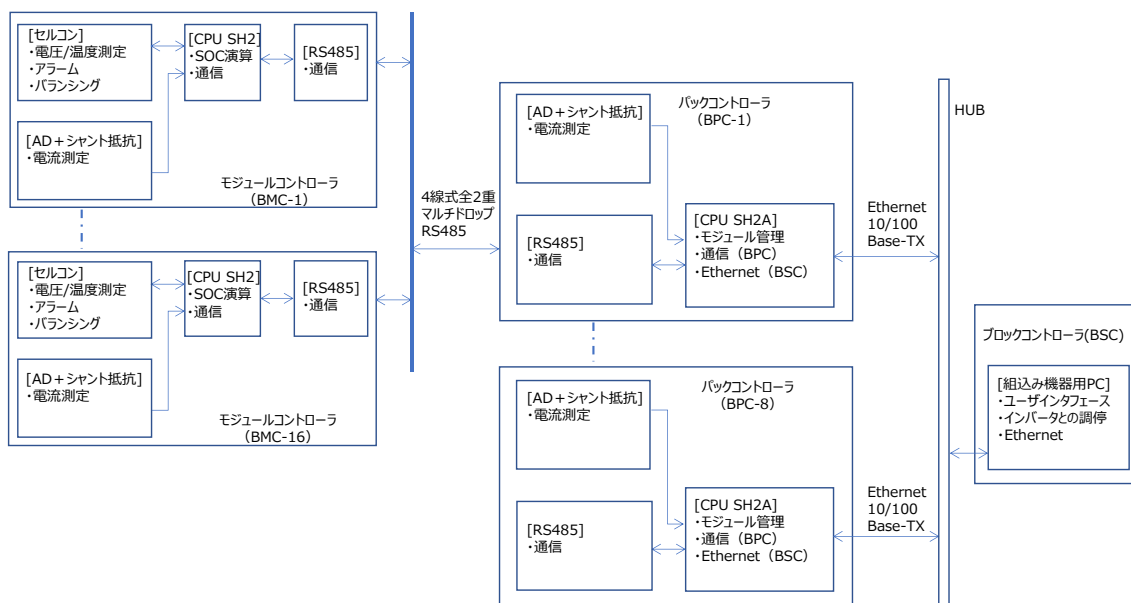 [セルコン]
・電圧/温度測定
・アラーム
・バランシング
[CPU SH2]
・SOC演算
・通信
[RS485]
・通信
[AD+シャント抵抗]
・電流測定
モジュールコントローラ
(BMC-1)
[セルコン]
・電圧/温度測定
・アラーム
・バランシング
[CPU SH2]
・SOC演算
・通信
[RS485]
・通信
[AD+シャント抵抗]
・電流測定
モジュールコントローラ
(BMC-16)
4線式全2重
マルチドロップ
RS485
パックコントローラ
(BPC-1)
[AD+シャント抵抗]
・電流測定
[RS485]
・通信
[CPU SH2A]
・モジュール管理
・通信(BPC)
・Ethernet(BSC)
Ethernet
10/100
Base-TX
パックコントローラ
(BPC-8)
[AD+シャント抵抗]
・電流測定
[RS485]
・通信
[CPU SH2A]
・モジュール管理
・通信(BPC)
・Ethernet(BSC)
Ethernet
10/100
Base-TX
HUB
ブロックコントローラ(BSC)
[組込み機器用PC]
・ユーザインタフェース
・インバータとの調停
・Ethernet